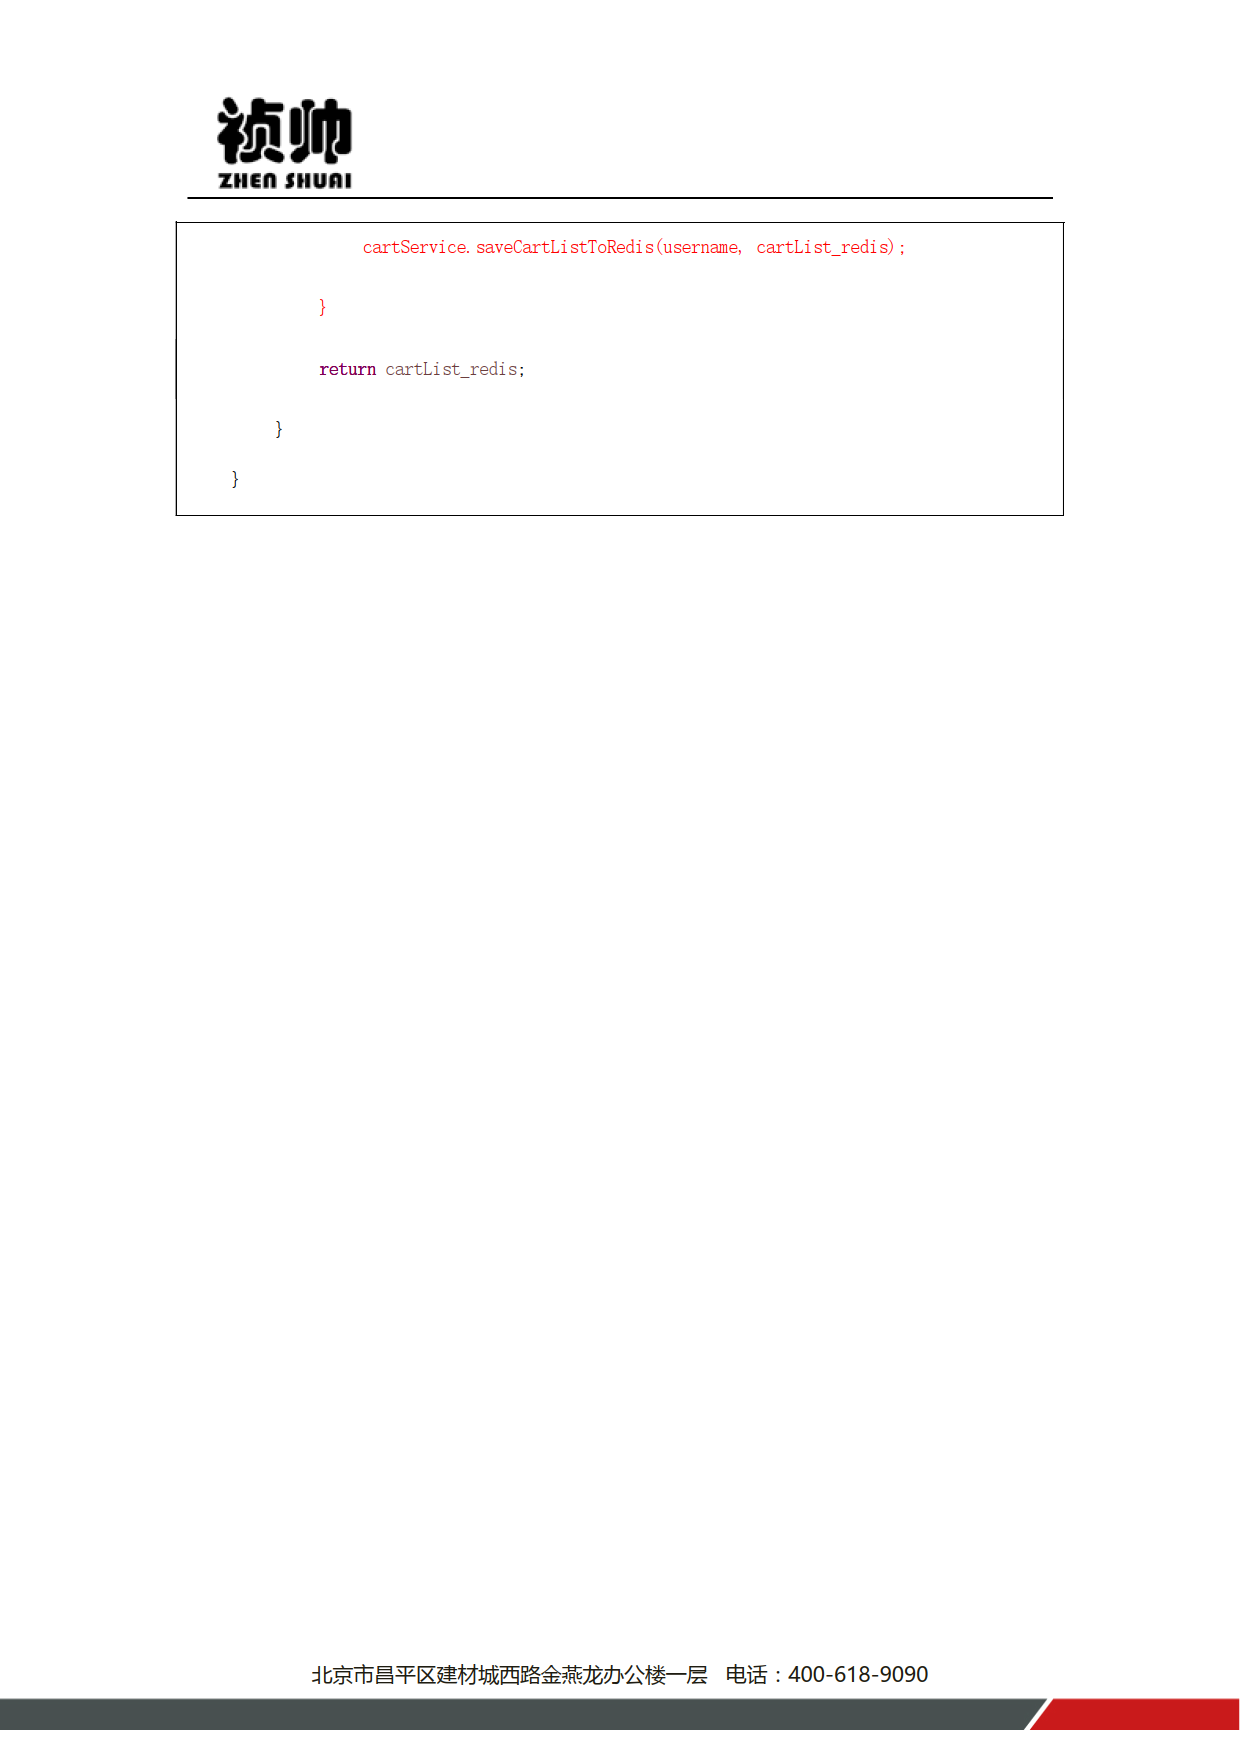 祯帅
ZHEN SHUAI
cartService.saveCartListToRedis(username, cartList_redis);
}
return cartList_redis;
}
}
北京市昌平区建材城西路金燕龙办公楼一层 电话：400-618-9090